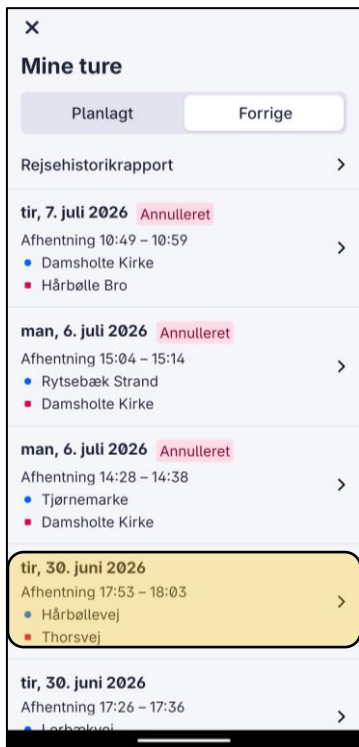 Mine ture
Planlagt Forrige
Rejsehistorikrapport
tir, 7. juli 2026 Annulleret
Afhentning 10:49 – 10:59
Damsholte Kirke
Hårbølle Bro
man, 6. juli 2026 Annulleret
Afhentning 15:04 – 15:14
Rytsebæk Strand
Damsholte Kirke
man, 6. juli 2026 Annulleret
Afhentning 14:28 – 14:38
Tjørnemarke
Damsholte Kirke
tir, 30. juni 2026
Afhentning 17:53 – 18:03
Hårbøllevej
Thorsvej
tir, 30. juni 2026
Afhentning 17:26 – 17:36